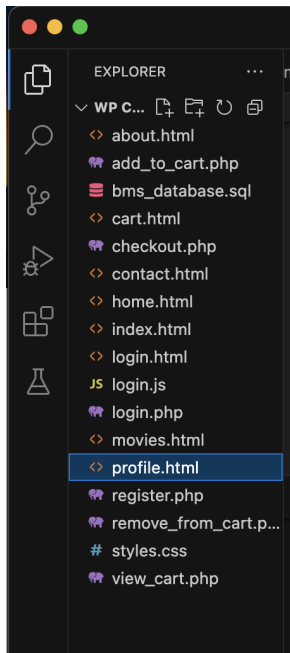 EXPLORER ...
WP C...
<> about.html
add_to_cart.php
bms_database.sql
<> cart.html
checkout.php
<> contact.html
<> home.html
<> index.html
<> login.html
JS login.js
login.php
<> movies.html
<> profile.html
register.php
remove_from_cart.p...
# styles.css
view_cart.php